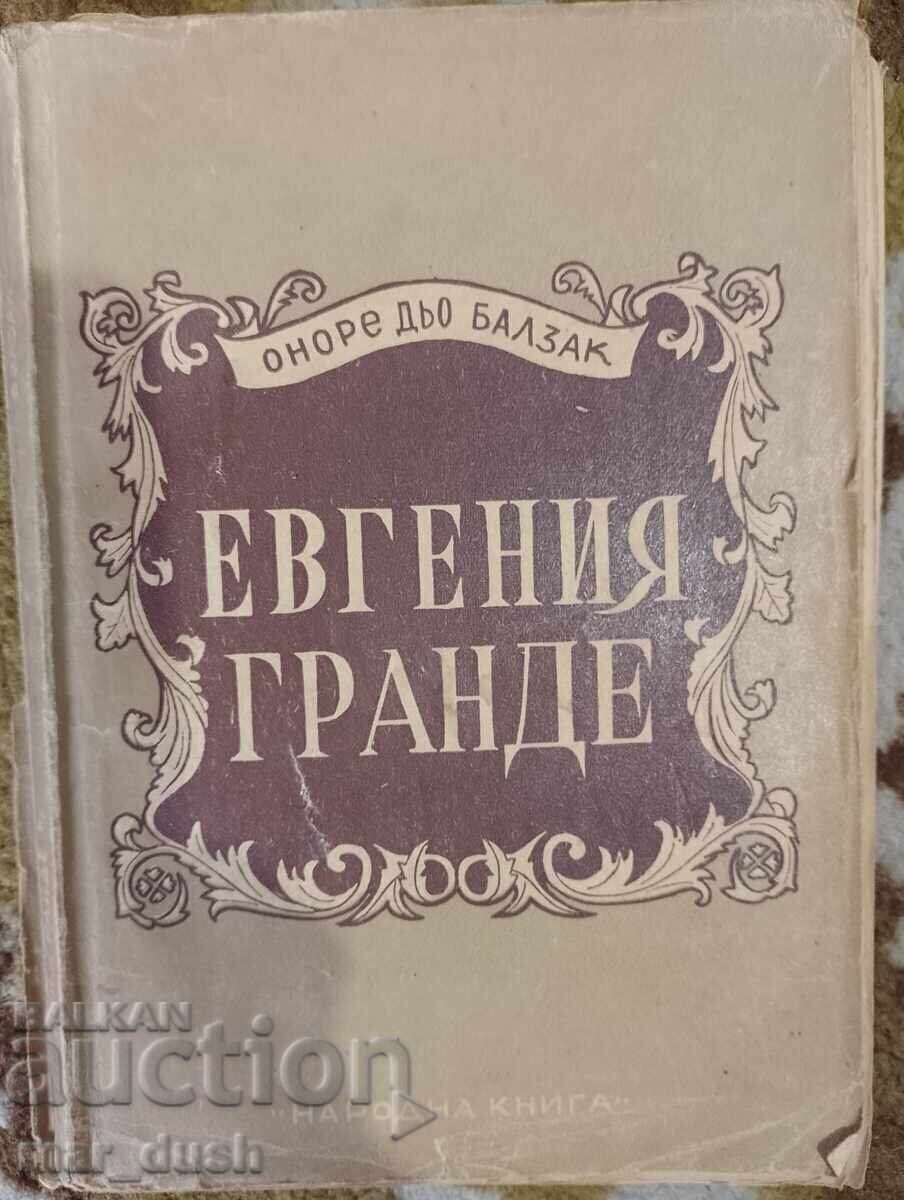 ОНОРе ДЬО БАЛЗАК
ЕВГЕНИЯ
ГРАНДЕ
BALKAN
auction
"НАРОДНА КНИГА"
mar_dush